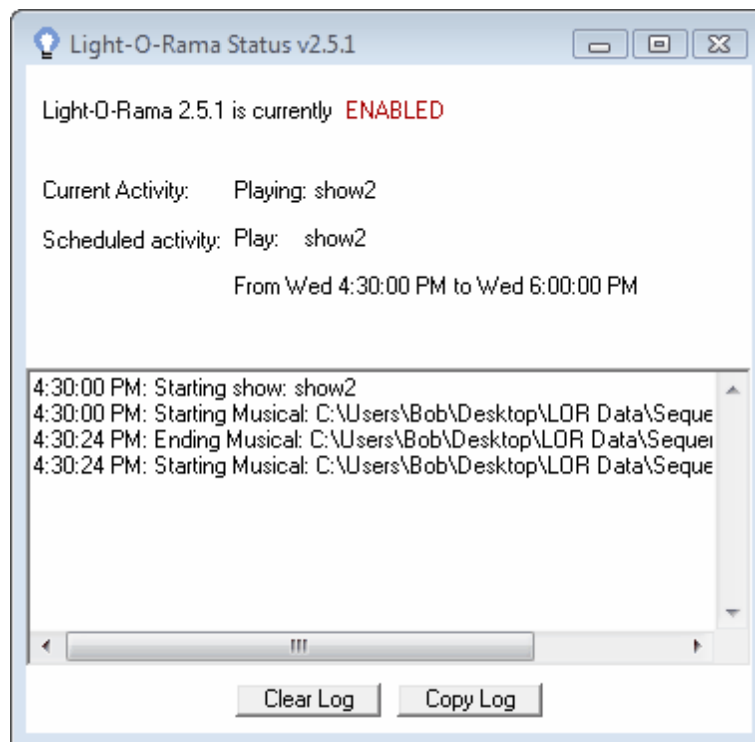 Light-O-Rama Status v2.5.1
Light-O-Rama 2.5.1 is currently ENABLED
Current Activity: Playing: show2
Scheduled activity: Play: show2
From Wed 4:30:00 PM to Wed 6:00:00 PM
4:30:00 PM: Starting show: show2
4:30:00 PM: Starting Musical: C:\Users\Bob\Desktop\LOR Data\Seque
4:30:24 PM: Ending Musical: C:\Users\Bob\Desktop\LOR Data\Sequer
4:30:24 PM: Starting Musical: C:\Users\Bob\Desktop\LOR Data\Seque
Clear Log Copy Log